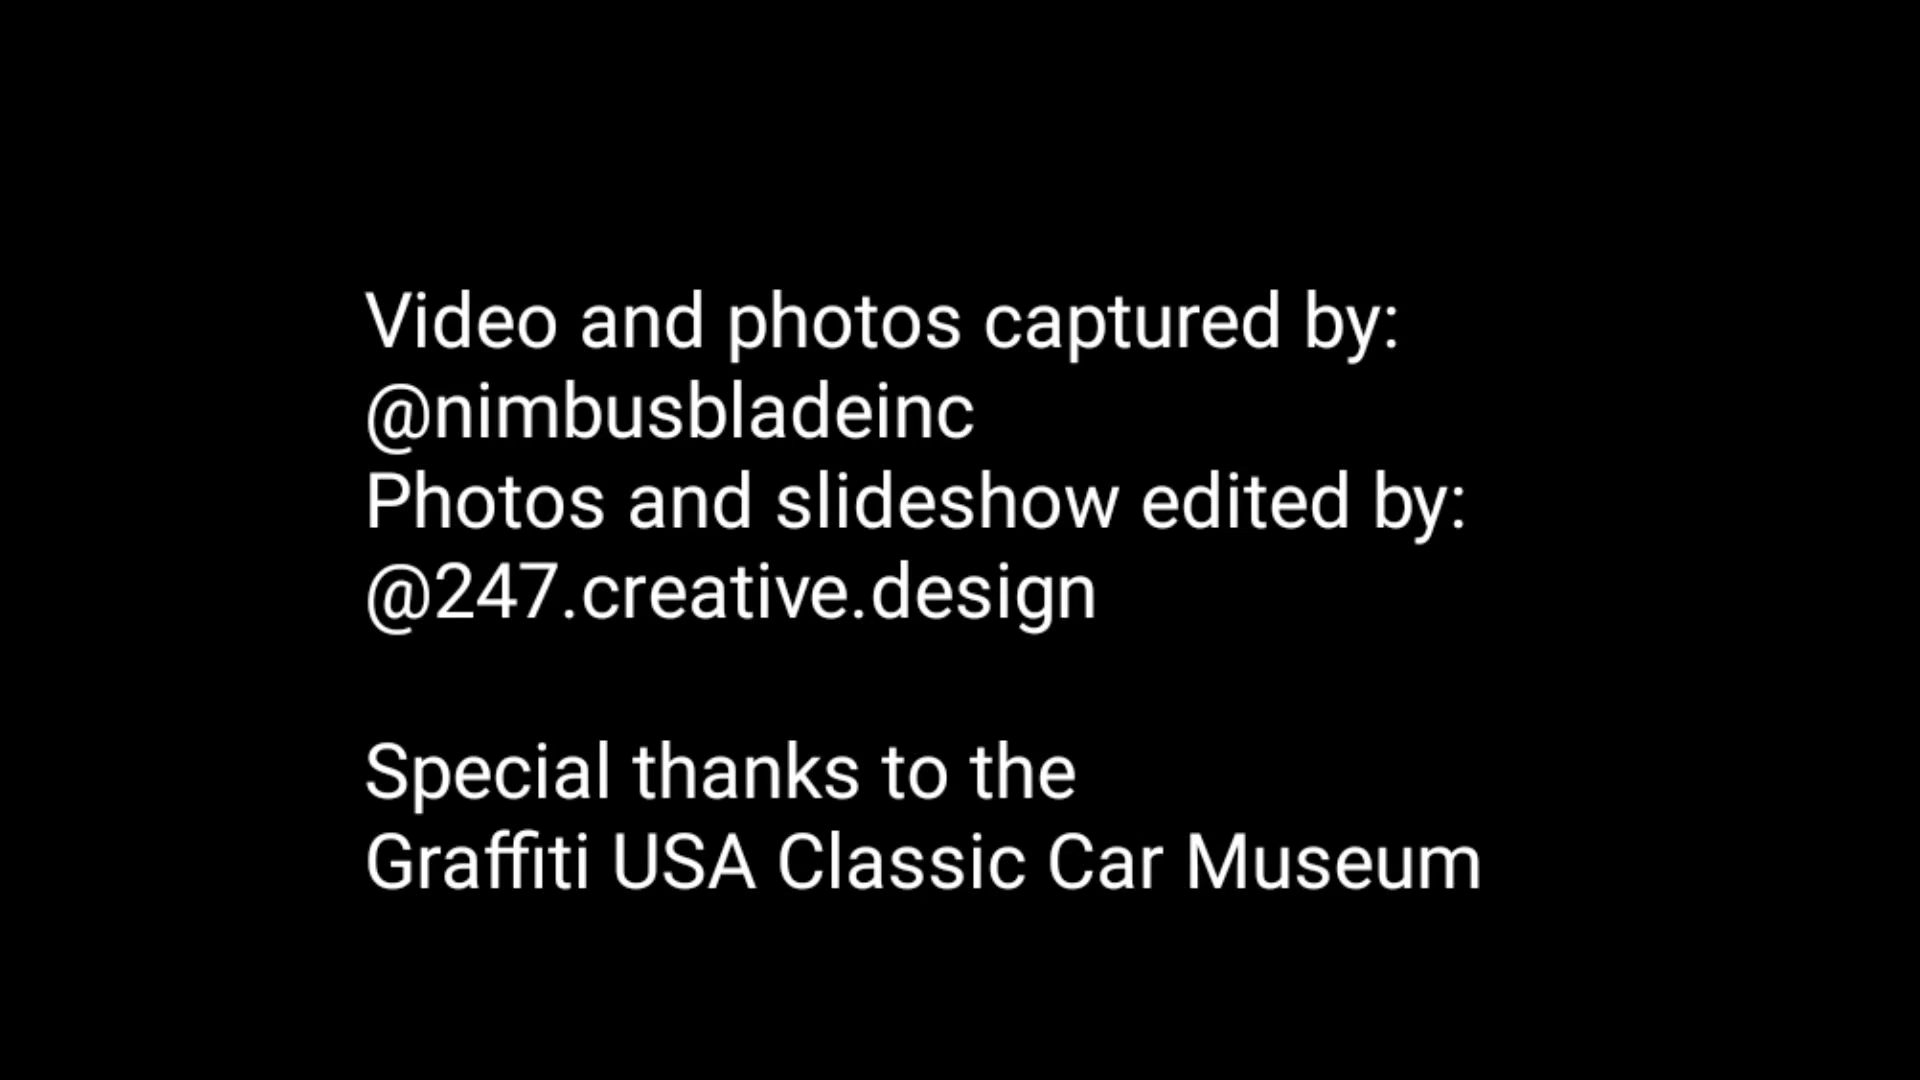 Video and photos captured by:
@nimbusbladeinc
Photos and slideshow edited by:
@247.creative.design
Special thanks to the
Graffiti USA Classic Car Museum